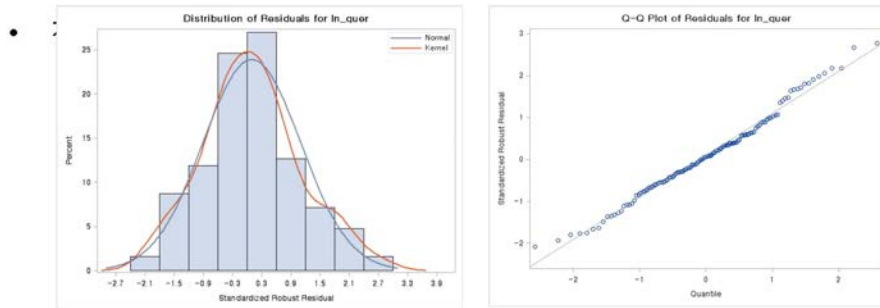 Distribution of Residuals for ln_quer
Normal
Kernel
25
20
15
10
5
0
Percent
-2.7 -2.1 -1.5 -0.9 -0.3 0.3 0.9 1.5 2.1 2.7 3.3 3.9
Standardized Robust Residual
Q-Q Plot of Residuals for ln_quer
3
2
1
0
-1
-2
Standardized Robust Residual
-2 -1 0 1 2
Quantile